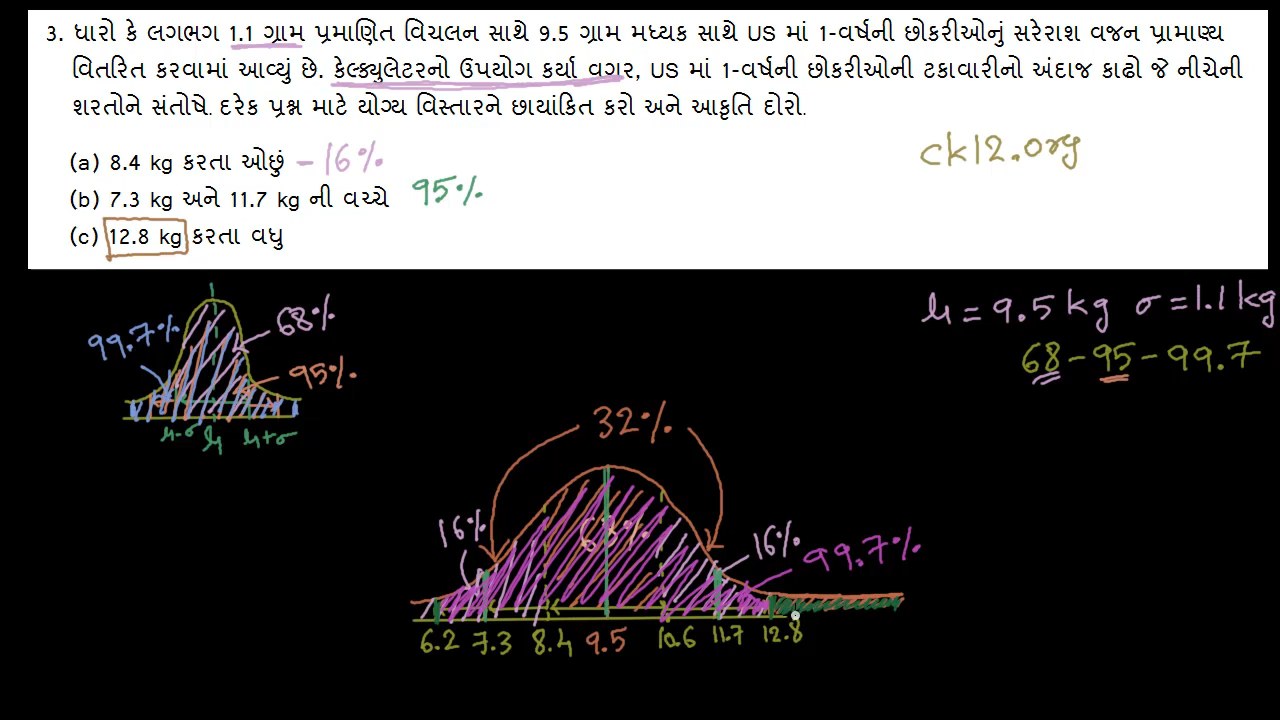 3. ધારો કે લગભગ 1.1 ગ્રામ પ્રમાણિત વિચલન સાથે 9.5 ગ્રામ મધ્યક સાથે US માં 1-વર્ષની છોકરીઓનું સરેરાશ વજન પ્રામાણ્ય
વિતરિત કરવામાં આવ્યું છે. કેલ્ક્યુલેટરનો ઉપયોગ કર્યા વગર, US માં 1-વર્ષની છોકરીઓની ટકાવારીનો અંદાજ કાઢો જે નીચેની
શરતોને સંતોષે. દરેક પ્રશ્ન માટે યોગ્ય વિસ્તારને છાયાંકિત કરો અને આકૃતિ દોરો.
ck12.org
(a) 8.4 kg કરતા ઓછું - 16%
(b) 7.3 kg અને 11.7 kg ની વચ્ચે 95%
(c) 12.8 kg કરતા વધુ
μ = 9.5 kg σ = 1.1 kg
68 - 95 - 99.7
99.7% 68%
95%
μ-σ μ μ+σ
32%
16% 68% 16% 99.7%
6.2 7.3 8.4 9.5 10.6 11.7 12.8